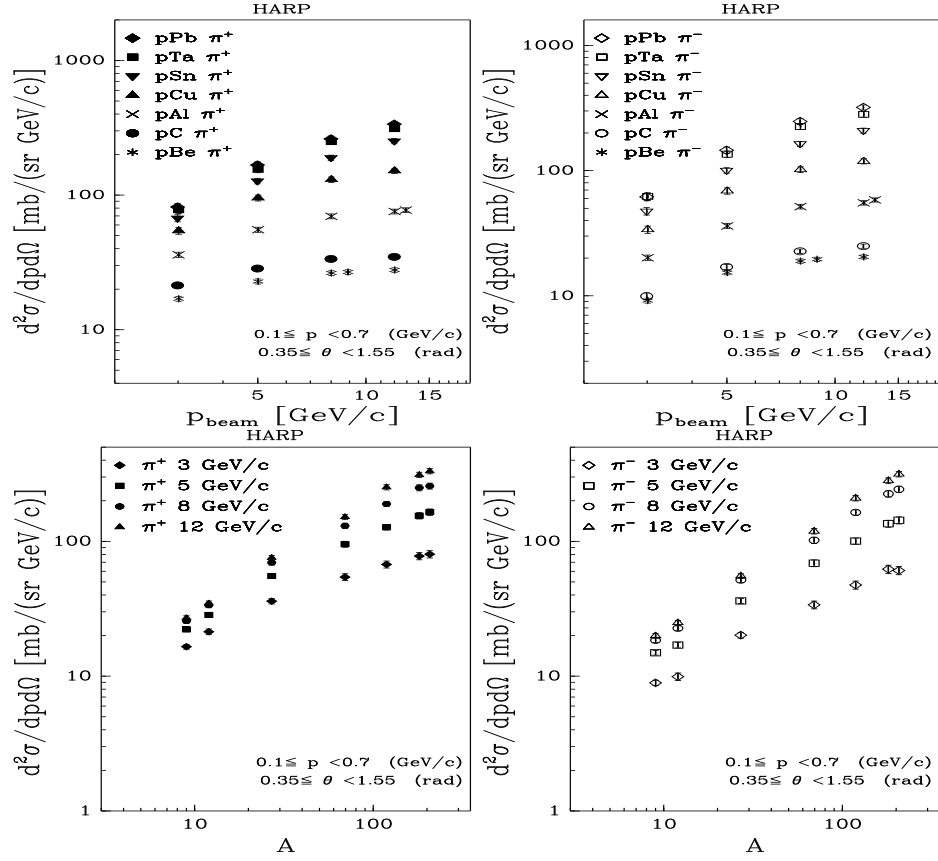 HARP
d²σ/dpdΩ [mb/(sr GeV/c)]
1000
100
10
pPb π⁺
pTa π⁺
pSn π⁺
pCu π⁺
pAl π⁺
pC π⁺
pBe π⁺
0.1≦ p <0.7 (GeV/c)
0.35≦ θ <1.55 (rad)
5 10 15
p_beam [GeV/c]
HARP
d²σ/dpdΩ [mb/(sr GeV/c)]
1000
100
10
pPb π⁻
pTa π⁻
pSn π⁻
pCu π⁻
pAl π⁻
pC π⁻
pBe π⁻
0.1≦ p <0.7 (GeV/c)
0.35≦ θ <1.55 (rad)
5 10 15
p_beam [GeV/c]
HARP
d²σ/dpdΩ [mb/(sr GeV/c)]
100
10
1
π⁺ 3 GeV/c
π⁺ 5 GeV/c
π⁺ 8 GeV/c
π⁺ 12 GeV/c
0.1≦ p <0.7 (GeV/c)
0.35≦ θ <1.55 (rad)
10 100
A
HARP
d²σ/dpdΩ [mb/(sr GeV/c)]
100
10
1
π⁻ 3 GeV/c
π⁻ 5 GeV/c
π⁻ 8 GeV/c
π⁻ 12 GeV/c
0.1≦ p <0.7 (GeV/c)
0.35≦ θ <1.55 (rad)
10 100
A